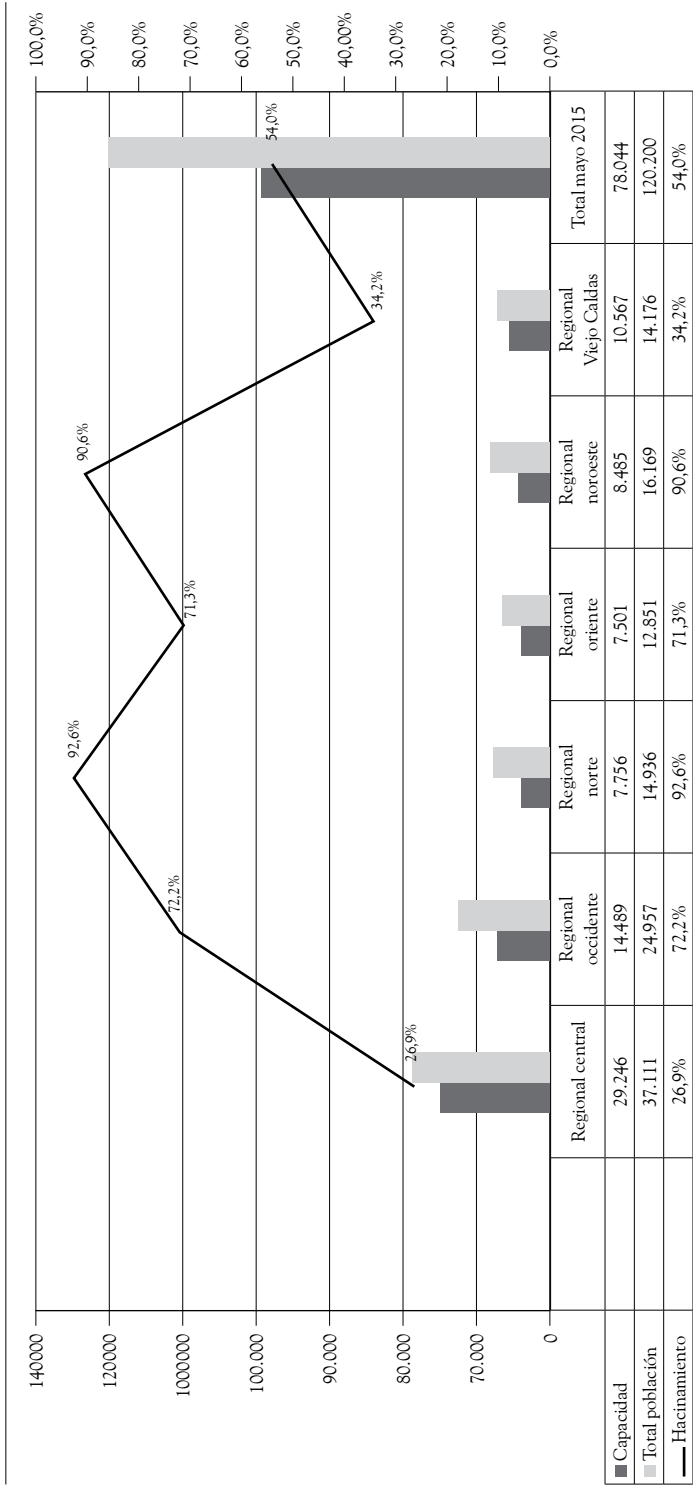 140000
120000
1000000
100.000
80.000
70.000
0
100,0%
90,0%
80,0%
70,0%
60,0%
50,0%
40,00%
30,0%
20,0%
10,0%
0,0%
26,9%
72,2%
92,6%
71,3%
90,6%
34,2%
54,0%
Regional central
Regional occidente
Regional norte
Regional oriente
Regional noroeste
Regional Viejo Caldas
Total mayo 2015
Capacidad 29.246 14.489 7.756 7.501 8.485 10.567 78.044
Total población 37.111 24.957 14.936 12.851 16.169 14.176 120.200
Hacinamiento 26,9% 72,2% 92,6% 71,3% 90,6% 34,2% 54,0%